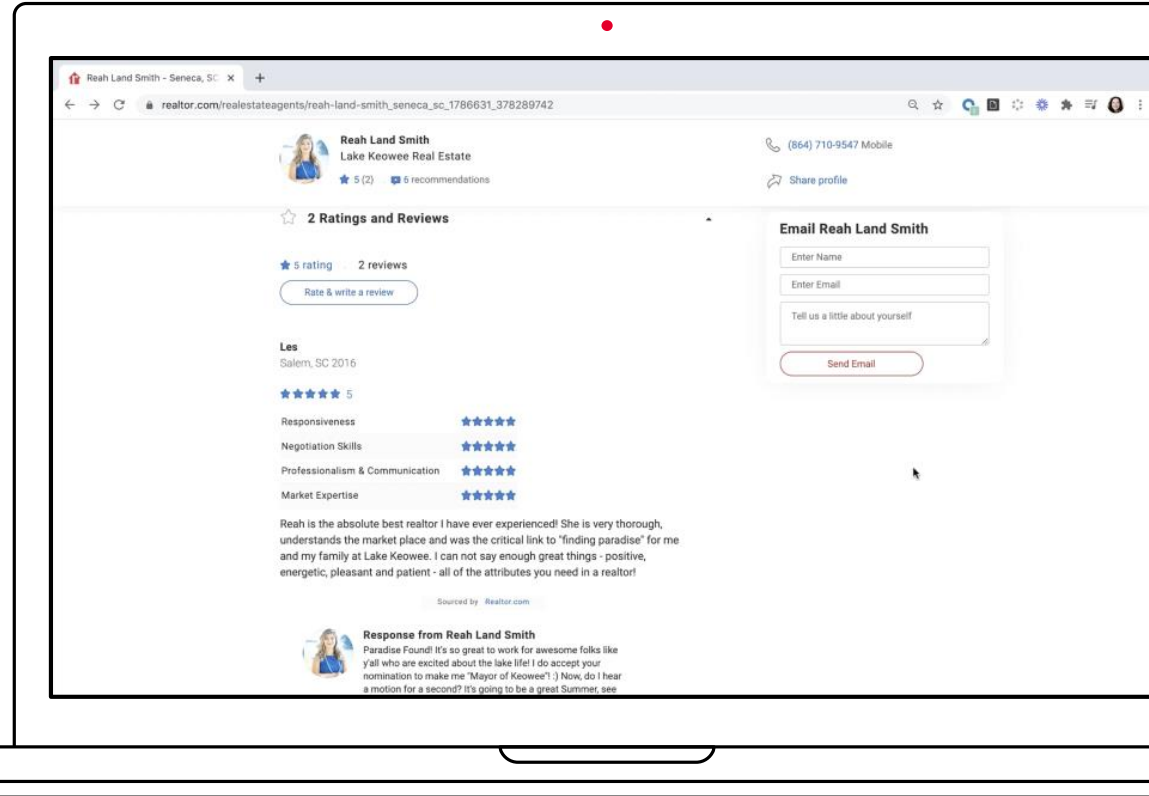 Reah Land Smith - Seneca, SC
realtor.com/realestateagents/reah-land-smith_seneca_sc_1786631_378289742
Reah Land Smith
Lake Keowee Real Estate
5 (2) 6 recommendations
(864) 710-9547 Mobile
Share profile
2 Ratings and Reviews
5 rating 2 reviews
Rate & write a review
Les
Salem, SC 2016
5
Responsiveness
Negotiation Skills
Professionalism & Communication
Market Expertise
Reah is the absolute best realtor I have ever experienced! She is very thorough,
understands the market place and was the critical link to "finding paradise" for me
and my family at Lake Keowee. I can not say enough great things - positive,
energetic, pleasant and patient - all of the attributes you need in a realtor!
Sourced by Realtor.com
Response from Reah Land Smith
Paradise Found! It's so great to work for awesome folks like
y'all who are excited about the lake life! I do accept your
nomination to make me "Mayor of Keowee"! :) Now, do I hear
a motion for a second? It's going to be a great Summer, see
Email Reah Land Smith
Enter Name
Enter Email
Tell us a little about yourself
Send Email